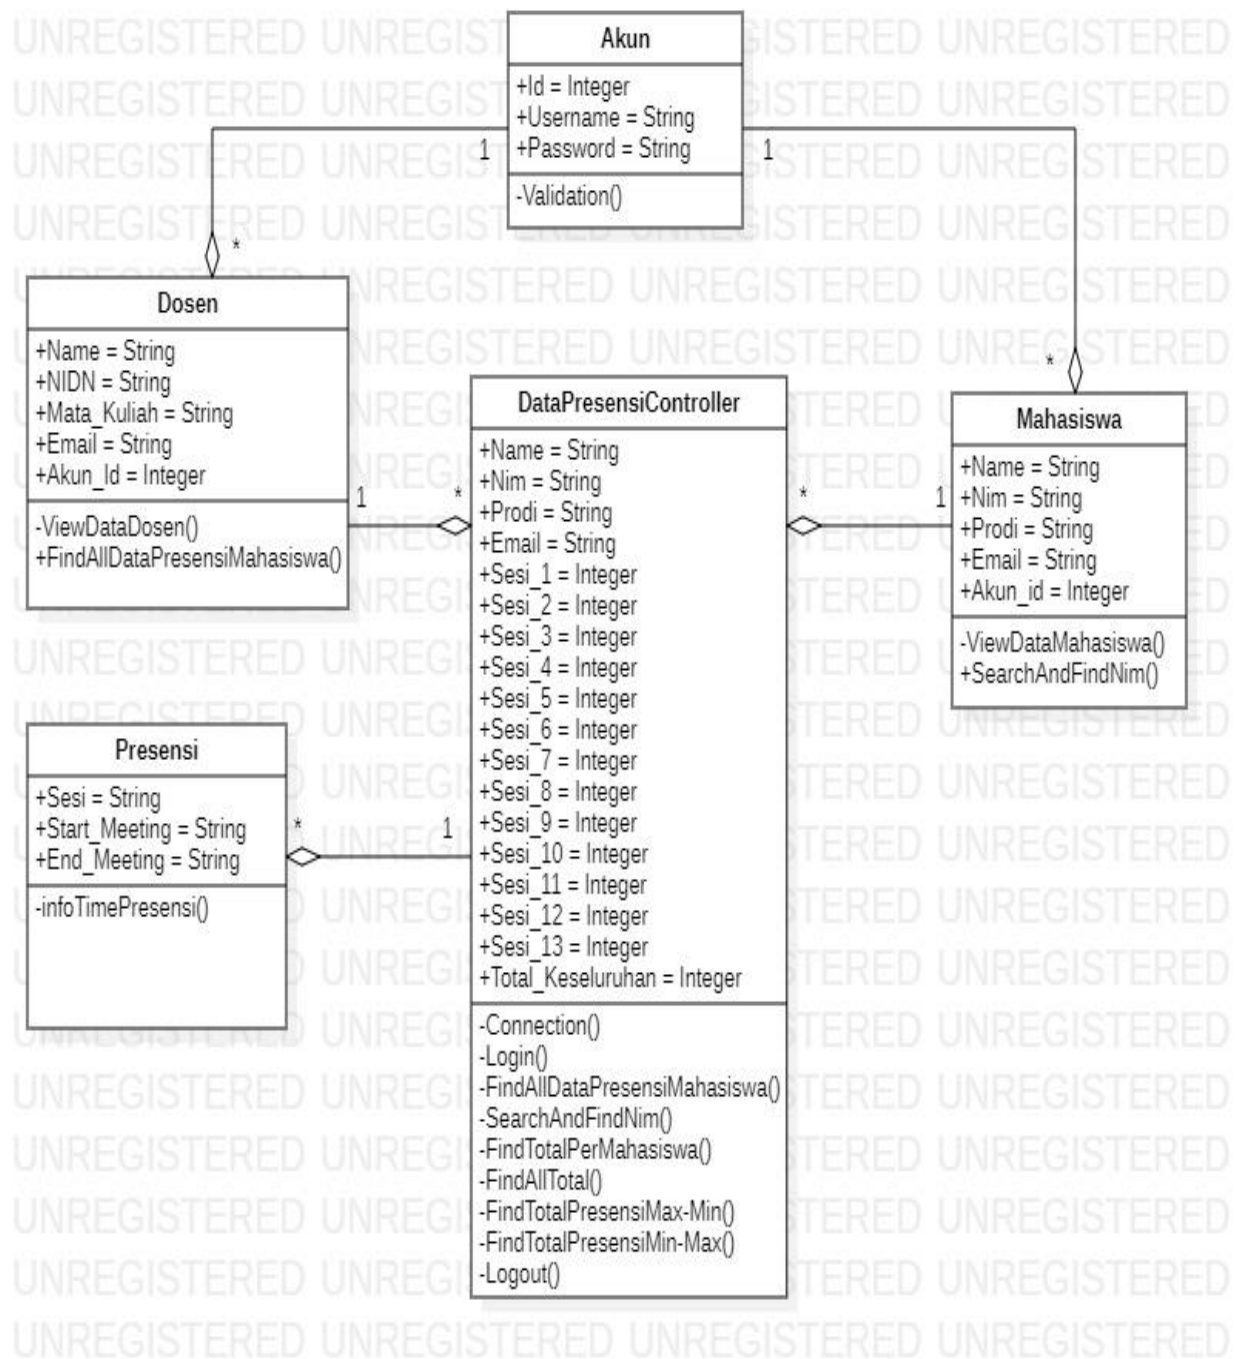 Akun
+Id = Integer
+Username = String
+Password = String
-Validation()
1
1
*
*
Dosen
+Name = String
+NIDN = String
+Mata_Kuliah = String
+Email = String
+Akun_Id = Integer
-ViewDataDosen()
+FindAllDataPresensiMahasiswa()
1
*
DataPresensiController
+Name = String
+Nim = String
+Prodi = String
+Email = String
+Sesi_1 = Integer
+Sesi_2 = Integer
+Sesi_3 = Integer
+Sesi_4 = Integer
+Sesi_5 = Integer
+Sesi_6 = Integer
+Sesi_7 = Integer
+Sesi_8 = Integer
+Sesi_9 = Integer
+Sesi_10 = Integer
+Sesi_11 = Integer
+Sesi_12 = Integer
+Sesi_13 = Integer
+Total_Keseluruhan = Integer
-Connection()
-Login()
-FindAllDataPresensiMahasiswa()
-SearchAndFindNim()
-FindTotalPerMahasiswa()
-FindAllTotal()
-FindTotalPresensiMax-Min()
-FindTotalPresensiMin-Max()
-Logout()
*
1
Mahasiswa
+Name = String
+Nim = String
+Prodi = String
+Email = String
+Akun_id = Integer
-ViewDataMahasiswa()
+SearchAndFindNim()
Presensi
+Sesi = String
+Start_Meeting = String
+End_Meeting = String
-infoTimePresensi()
*
1
UNREGISTERED